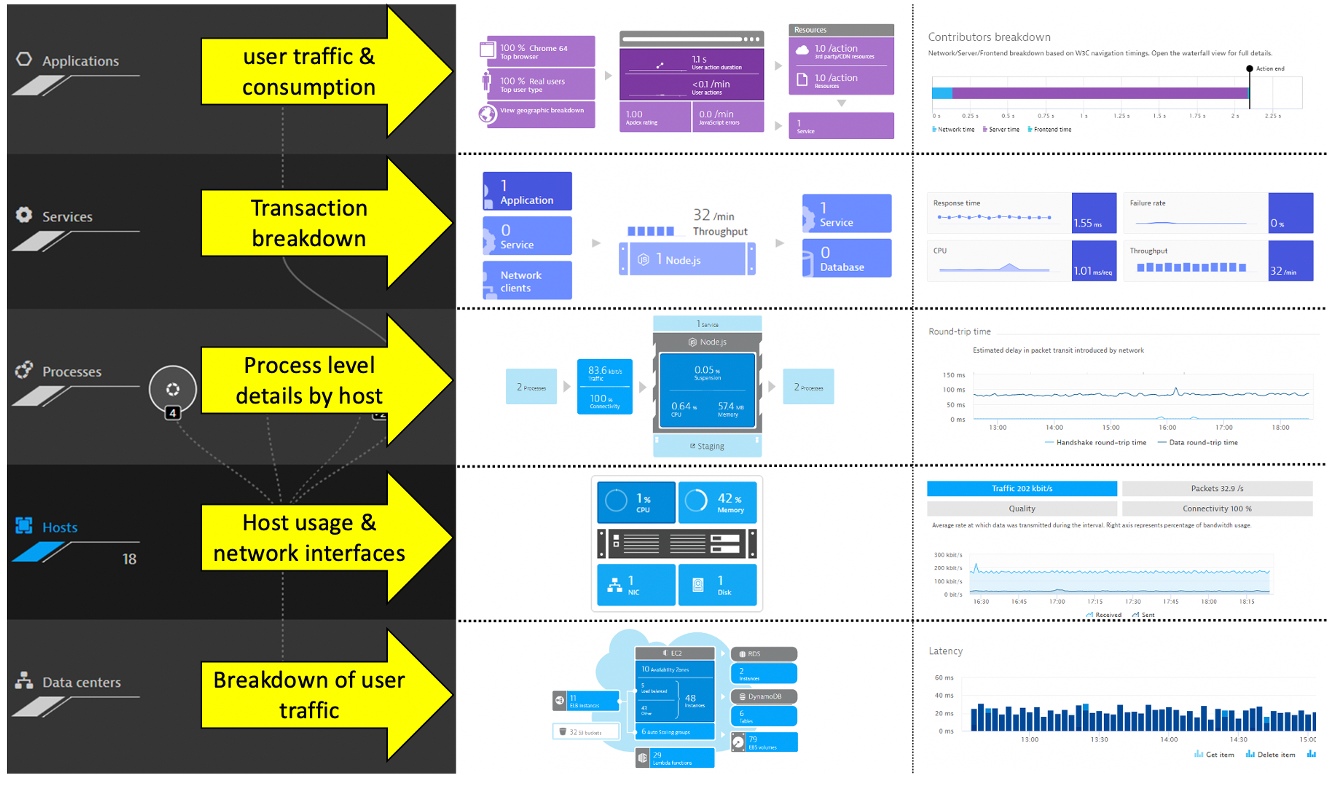 Applications
user traffic &
consumption
100 % Chrome 64
Top browser
100 % Real users
Top user type
View geographic breakdown
1.1 s
User action duration
<0.1 /min
User actions
1.00
Apdex rating
0.0 /min
JavaScript errors
Resources
1.0 /action
3rd party/CDN resources
1.0 /action
Resources
1
Service
Contributors breakdown
Network/Server/Frontend breakdown based on W3C navigation timings. Open the waterfall view for full details.
Action end
0 s 0.25 s 0.5 s 0.75 s 1 s 1.25 s 1.5 s 1.75 s 2 s 2.25 s
Network time Server time Frontend time
Services
Transaction
breakdown
1
Application
0
Service
Network
clients
32 /min
Throughput
JS 1 Node.js
1
Service
0
Database
Response time
1.55 ms
Failure rate
0 %
CPU
1.01 ms/req
Throughput
32 /min
Processes
4
Process level
details by host
2 Processes
83.6 kbit/s
Traffic
100 %
Connectivity
1 Service
Node.js
0.05 %
Suspension
0.64 %
CPU
57.4 MB
Memory
Staging
2 Processes
Round-trip time
Estimated delay in packet transit introduced by network
150 ms
100 ms
50 ms
0 ms
13:00 14:00 15:00 16:00 17:00 18:00
Handshake round-trip time Data round-trip time
Hosts
18
Host usage &
network interfaces
1 %
CPU
42 %
Memory
1
NIC
1
Disk
Traffic 202 kbit/s
Packets 32.9 /s
Quality
Connectivity 100 %
Average rate at which data was transmitted during the interval. Right axis represents percentage of bandwitdh usage.
300 kbit/s
200 kbit/s
100 kbit/s
0 bit/s
16:30 16:45 17:00 17:15 17:30 17:45 18:00 18:15
Received Sent
Data centers
Breakdown of user
traffic
11
ELB instances
32 S3 buckets
EC2
10 Availability Zones
5
Load balanced
Other
48
Instances
6 Auto Scaling groups
29
Lambda functions
RDS
2
Instances
DynamoDB
6
Tables
79
EBS volumes
Latency
60 ms
40 ms
20 ms
0 ms
13:00 13:30 14:00 14:30 15:00
Get item Delete item